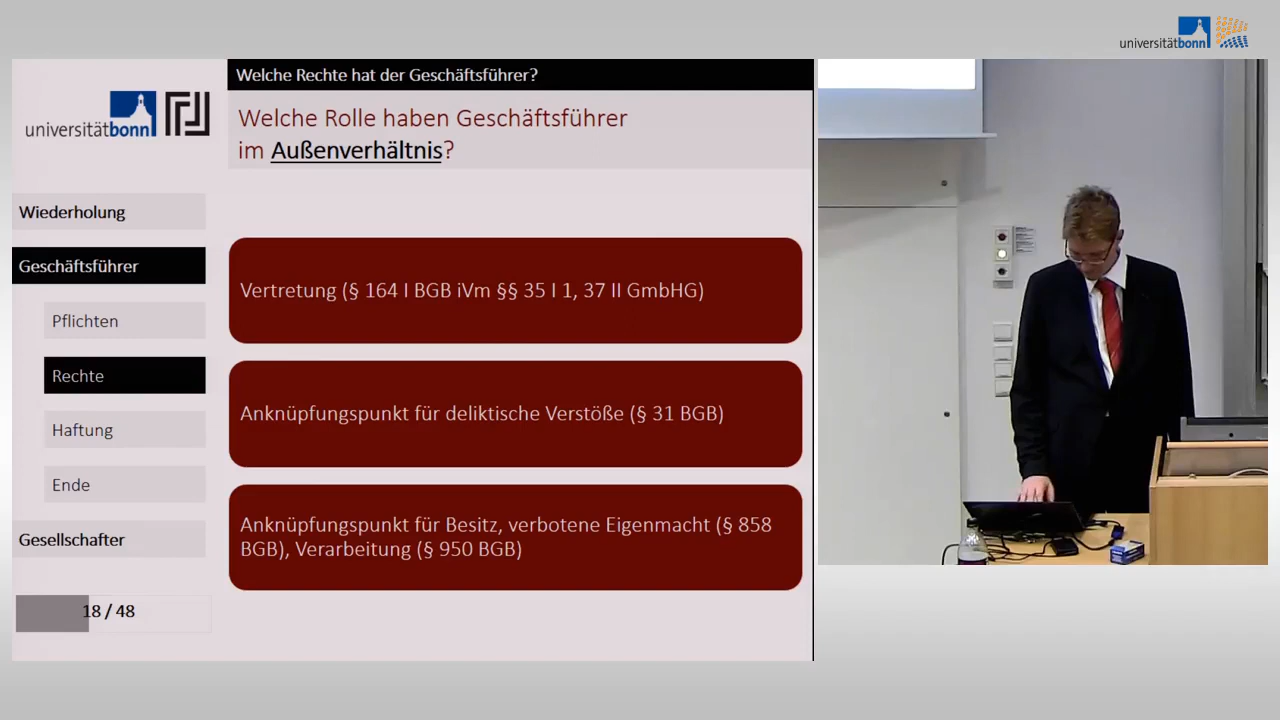 universitätbonn
Welche Rechte hat der Geschäftsführer?
universitätbonn
Welche Rolle haben Geschäftsführer
im Außenverhältnis?
Wiederholung
Geschäftsführer
Pflichten
Rechte
Haftung
Ende
Gesellschafter
18 / 48
Vertretung (§ 164 I BGB iVm §§ 35 I 1, 37 II GmbHG)
Anknüpfungspunkt für deliktische Verstöße (§ 31 BGB)
Anknüpfungspunkt für Besitz, verbotene Eigenmacht (§ 858
BGB), Verarbeitung (§ 950 BGB)